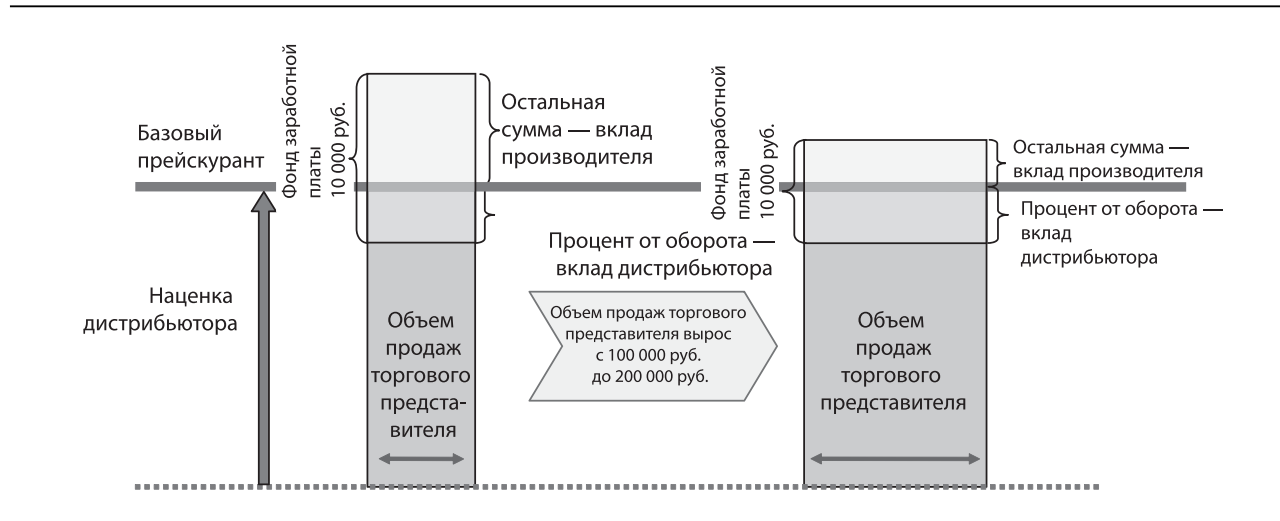 Базовый
прейскурант
Фонд заработной
платы
10 000 руб.
Остальная
сумма — вклад
производителя
Наценка
дистрибьютора
Объем
продаж
торгового
предста-
вителя
Процент от оборота —
вклад дистрибьютора
Объем продаж торгового
представителя вырос
с 100 000 руб.
до 200 000 руб.
Фонд заработной
платы
10 000 руб.
Остальная сумма —
вклад производителя
Процент от оборота —
вклад
дистрибьютора
Объем
продаж
торгового
представителя